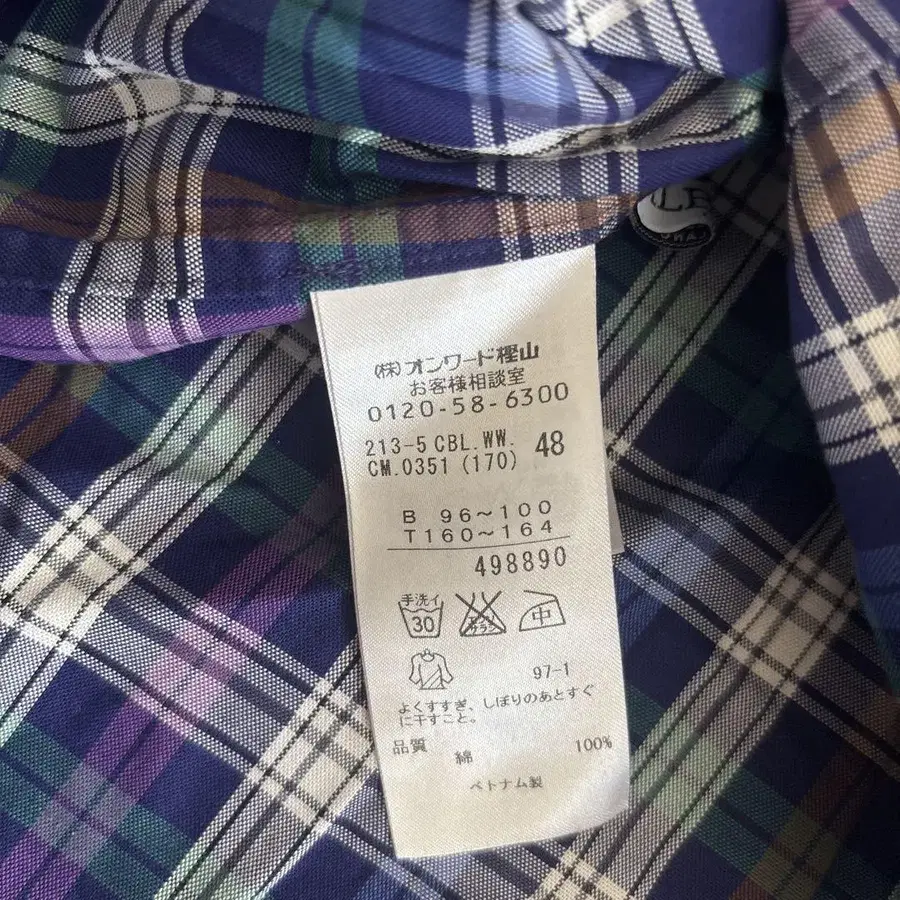 LE
(株)オンワード樫山
お客様相談室
0120-58-6300
213-5 CBL.WW. 48
CM.0351 (170)
B 96〜100
T160〜164
498890
手洗イ
30
中
97-1
よくすすぎ、しぼりのあとすぐ
に干すこと。
品質 綿 100%
ベトナム製